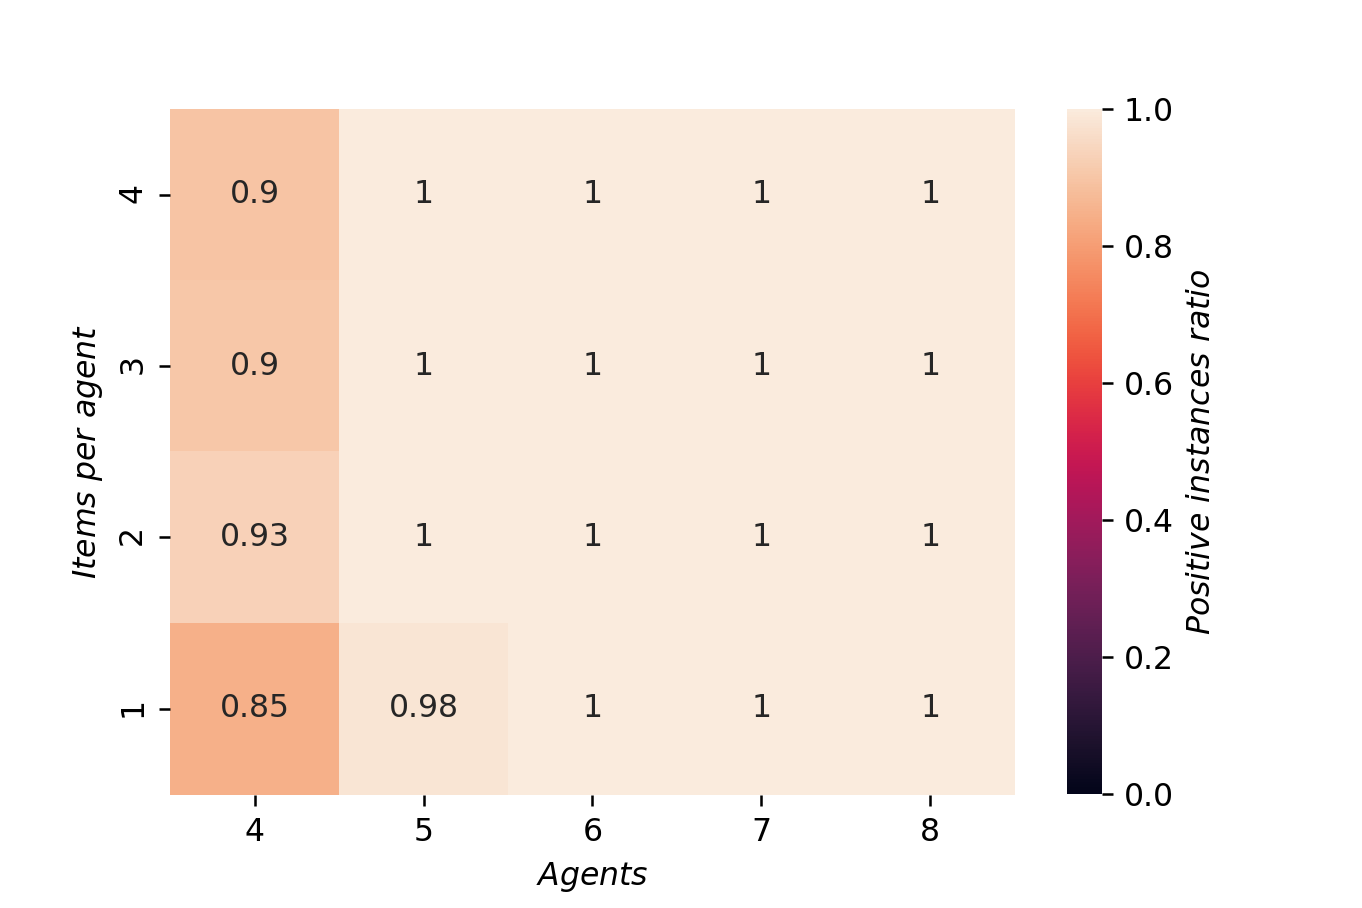 4 0.9 1 1 1 1
3 0.9 1 1 1 1
2 0.93 1 1 1 1
1 0.85 0.98 1 1 1
4 5 6 7 8
Agents
Items per agent
1.0
0.8
0.6
0.4
0.2
0.0
Positive instances ratio